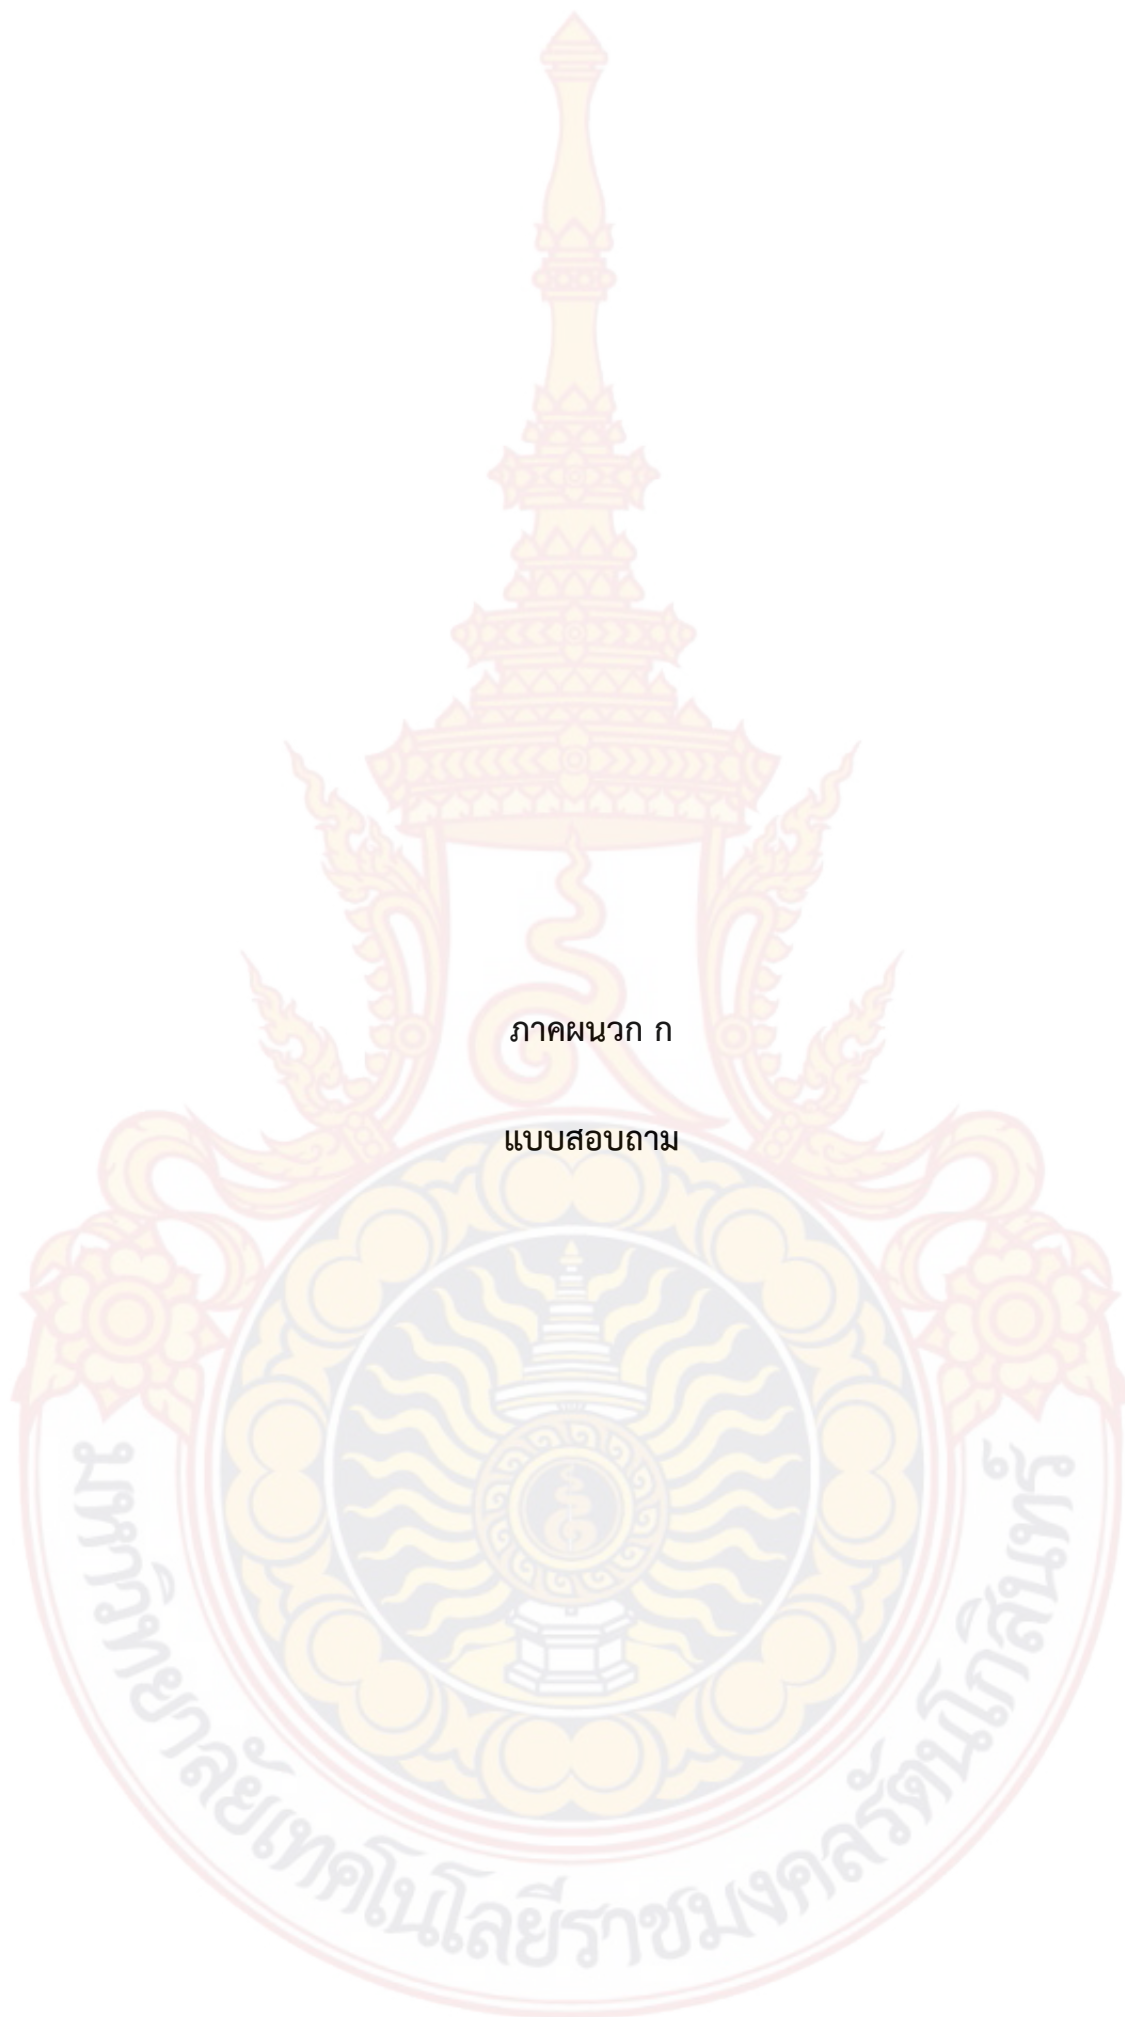 ภาคผนวก ก
แบบสอบถาม
มหาวิทยาลัยเทคโนโลยีราชมงคลรัตนโกสินทร์